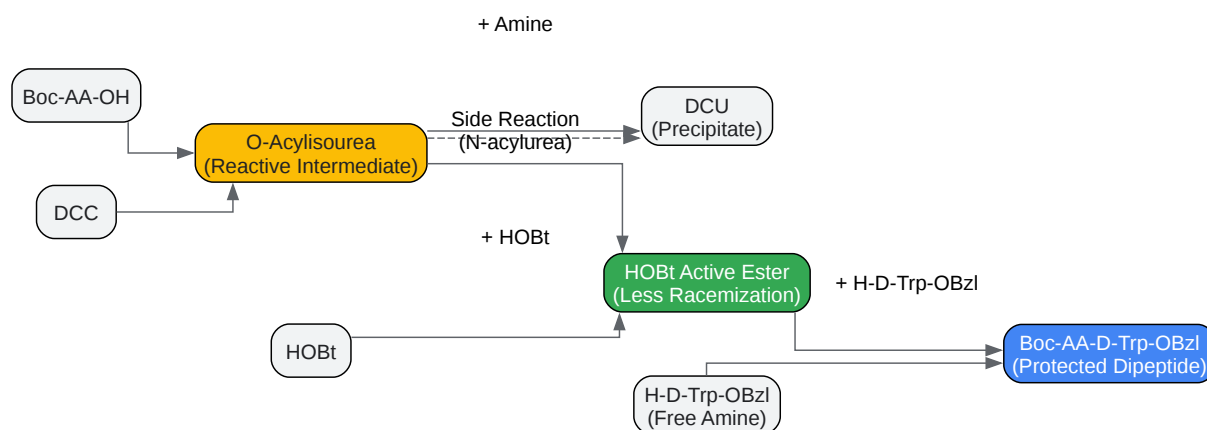 + Amine
Boc-AA-OH
DCC
O-Acylisourea
(Reactive Intermediate)
Side Reaction
(N-acylurea)
DCU
(Precipitate)
+ HOBt
HOBt
HOBt Active Ester
(Less Racemization)
+ H-D-Trp-OBzl
H-D-Trp-OBzl
(Free Amine)
Boc-AA-D-Trp-OBzl
(Protected Dipeptide)